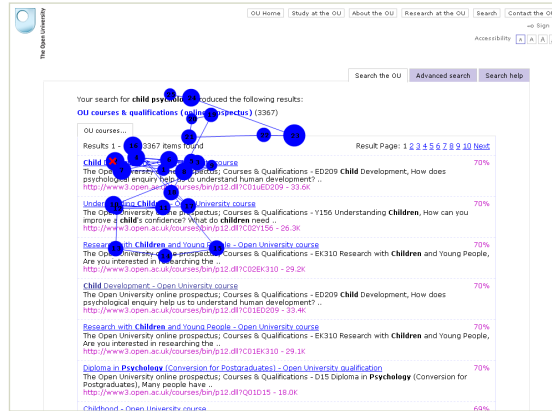 OU Home Study at the OU About the OU Research at the OU Search Contact the OU
Sign
Accessibility A A A
The Open University
Search the OU Advanced search Search help
Your search for child produced the following results:
OU courses & qualifications (online prospectus) (3367)
OU courses...
Results 1 - 3367 items found
Result Page: 1 2 3 4 5 6 7 8 9 10 Next
Child course 70%
The Open University online prospectus; Courses & Qualifications - ED209 Child Development, How does
psychological enquiry help us to understand human development? ..
http://www3.open.ac.uk/courses/bin/p12.dll?C01uED209 - 33.6K
Understanding Children - Open University course 70%
The Open University online prospectus; Courses & Qualifications - Y156 Understanding Children, How can you
improve a child's confidence? What do children need ..
http://www3.open.ac.uk/courses/bin/p12.dll?C02Y156 - 26.3K
Research with Children and Young People - Open University course 70%
The Open University online prospectus; Courses & Qualifications - EK310 Research with Children and Young People,
Are you interested in researching the ..
http://www3.open.ac.uk/courses/bin/p12.dll?C02EK310 - 29.2K
Child Development - Open University course 70%
The Open University online prospectus; Courses & Qualifications - ED209 Child Development, How does
psychological enquiry help us to understand human development? ..
http://www3.open.ac.uk/courses/bin/p12.dll?C01ED209 - 33.4K
Research with Children and Young People - Open University course 70%
The Open University online prospectus; Courses & Qualifications - EK310 Research with Children and Young People,
Are you interested in researching the ..
http://www3.open.ac.uk/courses/bin/p12.dll?C01EK310 - 29.1K
Diploma in Psychology (Conversion for Postgraduates) - Open University qualification 70%
The Open University online prospectus; Courses & Qualifications - D15 Diploma in Psychology (Conversion for
Postgraduates), Many people have ..
http://www3.open.ac.uk/courses/bin/p12.dll?Q01D15 - 18.0K
Childhood - Open University course 69%